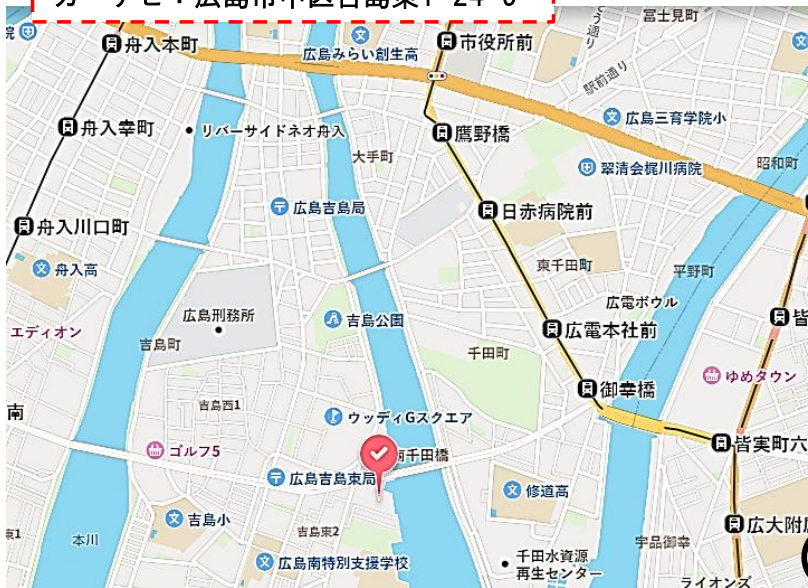 富士見町
舟入本町
広島みらい創生高
市役所前
駅前通り
広島三育学院小
舟入幸町
リバーサイドネオ舟入
鷹野橋
大手町
翠清会梶川病院
昭和町
広島吉島局
日赤病院前
舟入川口町
東千田町
平野町
舟入高
広島刑務所
吉島公園
広電ボウル
エディオン
吉島町
広電本社前
千田町
御幸橋
ゆめタウン
吉島西1
ウッディGスクエア
南
ゴルフ5
南千田橋
皆実町六
広島吉島東局
修道高
吉島小
吉島東2
本川
宇品御幸
広大附属
広島南特別支援学校
千田水資源
再生センター
ライオンズ